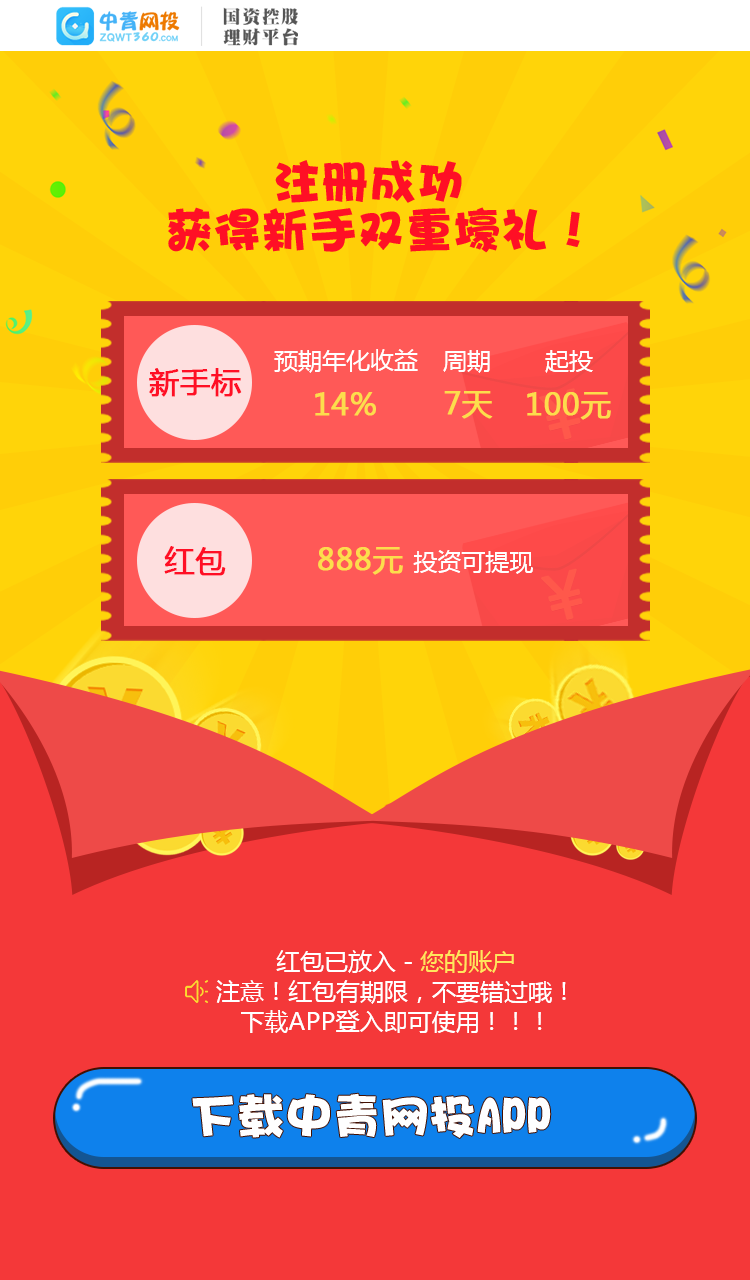 中青网投
ZQWT360.COM
国资控股
理财平台
注册成功
获得新手双重壕礼！
新手标
预期年化收益 周期 起投
14% 7天 100元
红包
888元 投资可提现
红包已放入 - 您的账户
注意！红包有期限，不要错过哦！
下载APP登入即可使用！！！
下载中青网投APP